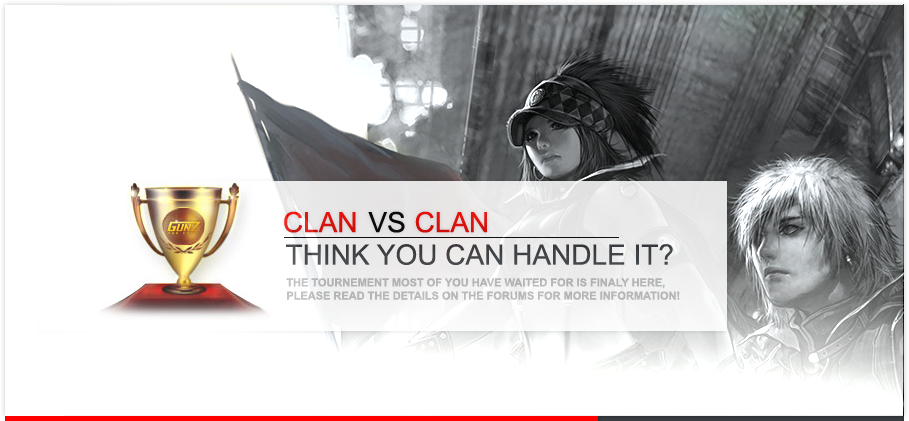 GUNZ
CLAN VS CLAN
THINK YOU CAN HANDLE IT?
THE TOURNEMENT MOST OF YOU HAVE WAITED FOR IS FINALY HERE,
PLEASE READ THE DETAILS ON THE FORUMS FOR MORE INFORMATION!